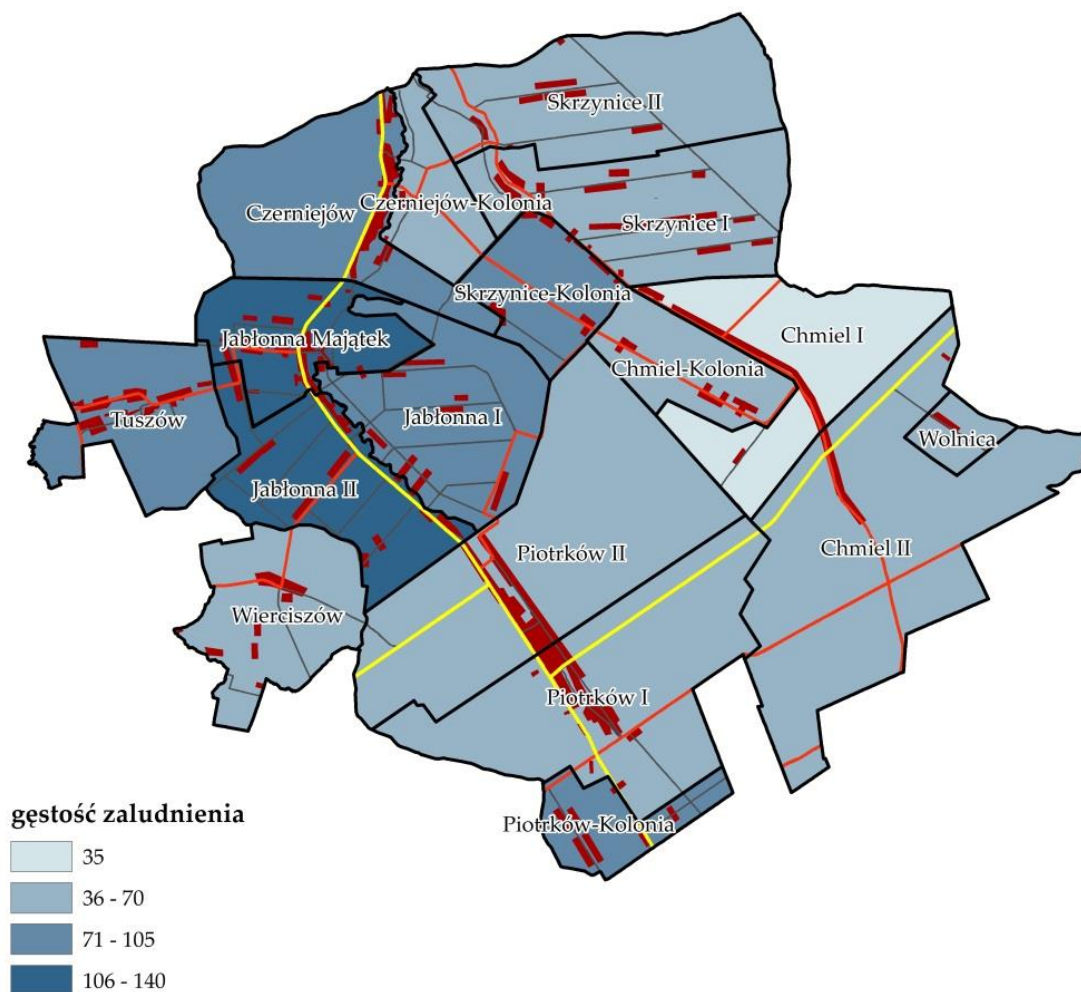 Skrzynice II
Czerniejów-Kolonia
Czerniejów
Skrzynice I
Skrzynice-Kolonia
Jabłonna Majątek
Chmiel I
Chmiel-Kolonia
Tuszów
Jabłonna I
Wolnica
Jabłonna II
Piotrków II
Chmiel II
Wierciszów
Piotrków I
Piotrków-Kolonia
gęstość zaludnienia
35
36 - 70
71 - 105
106 - 140